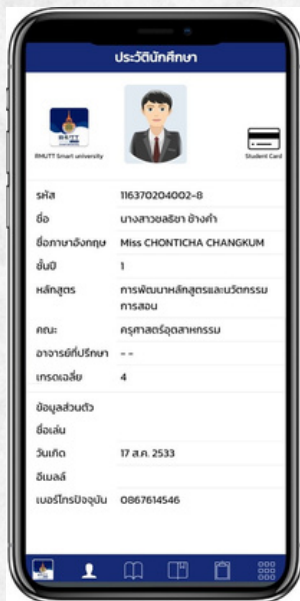 ประวัตินักศึกษา
RMUTT
RMUTT Smart university
Student Card
รหัส 116370204002-8
ชื่อ นางสาวชลธิชา ช้างคำ
ชื่อภาษาอังกฤษ Miss CHONTICHA CHANGKUM
ชั้นปี 1
หลักสูตร การพัฒนาหลักสูตรและนวัตกรรม
การสอน
คณะ ครุศาสตร์อุตสาหกรรม
อาจารย์ที่ปรึกษา - -
เกรดเฉลี่ย 4
ข้อมูลส่วนตัว
ชื่อเล่น
วันเกิด 17 ส.ค. 2533
อีเมลล์
เบอร์โทรปัจจุบัน 0867614546